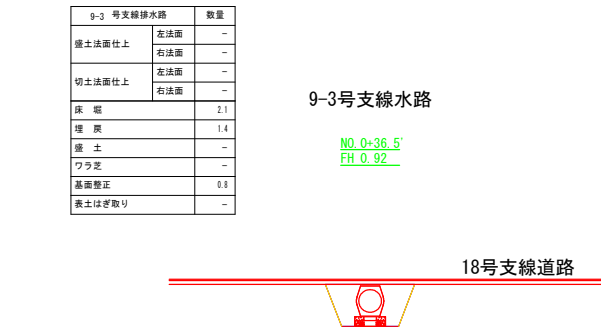 9-3 号支線排水路 数量
盛土法面仕上 左法面 -
右法面 -
切土法面仕上 左法面 -
右法面 -
床 堀 2.1
埋 戻 1.4
盛 土 -
ワラ芝 -
基面整正 0.8
表土はぎ取り -
9-3号支線水路
NO.0+36.5
FH 0.92
18号支線道路